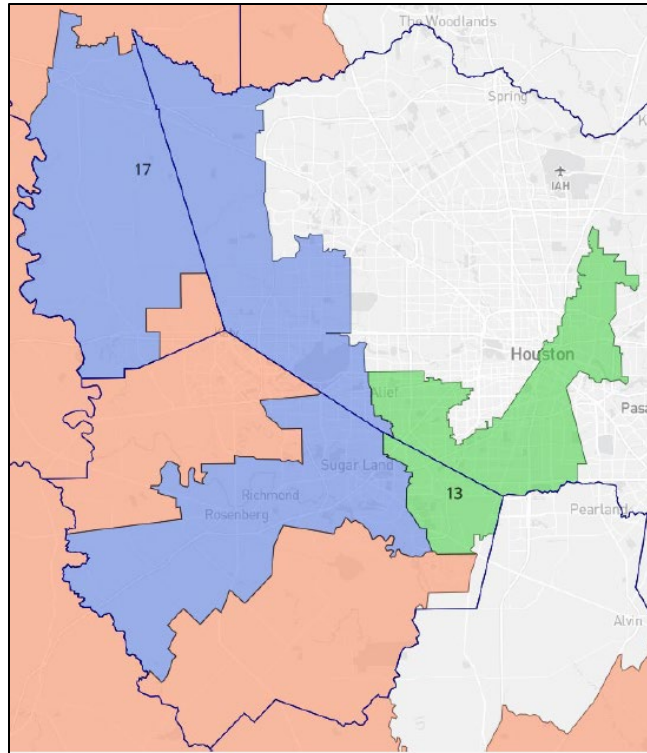 The Woodlands
Spring
17
IAH
Houston
Alief
Pasa
Sugar Land
13
Richmond
Rosenberg
Pearland
Alvin